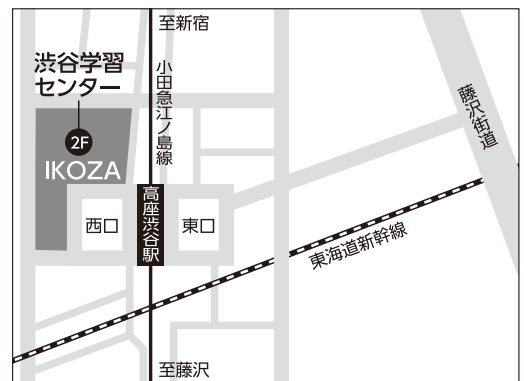 至新宿
渋谷学習
センター
小田急江ノ島線
藤沢街道
2F
IKOZA
高座渋谷駅
西口
東口
東海道新幹線
至藤沢